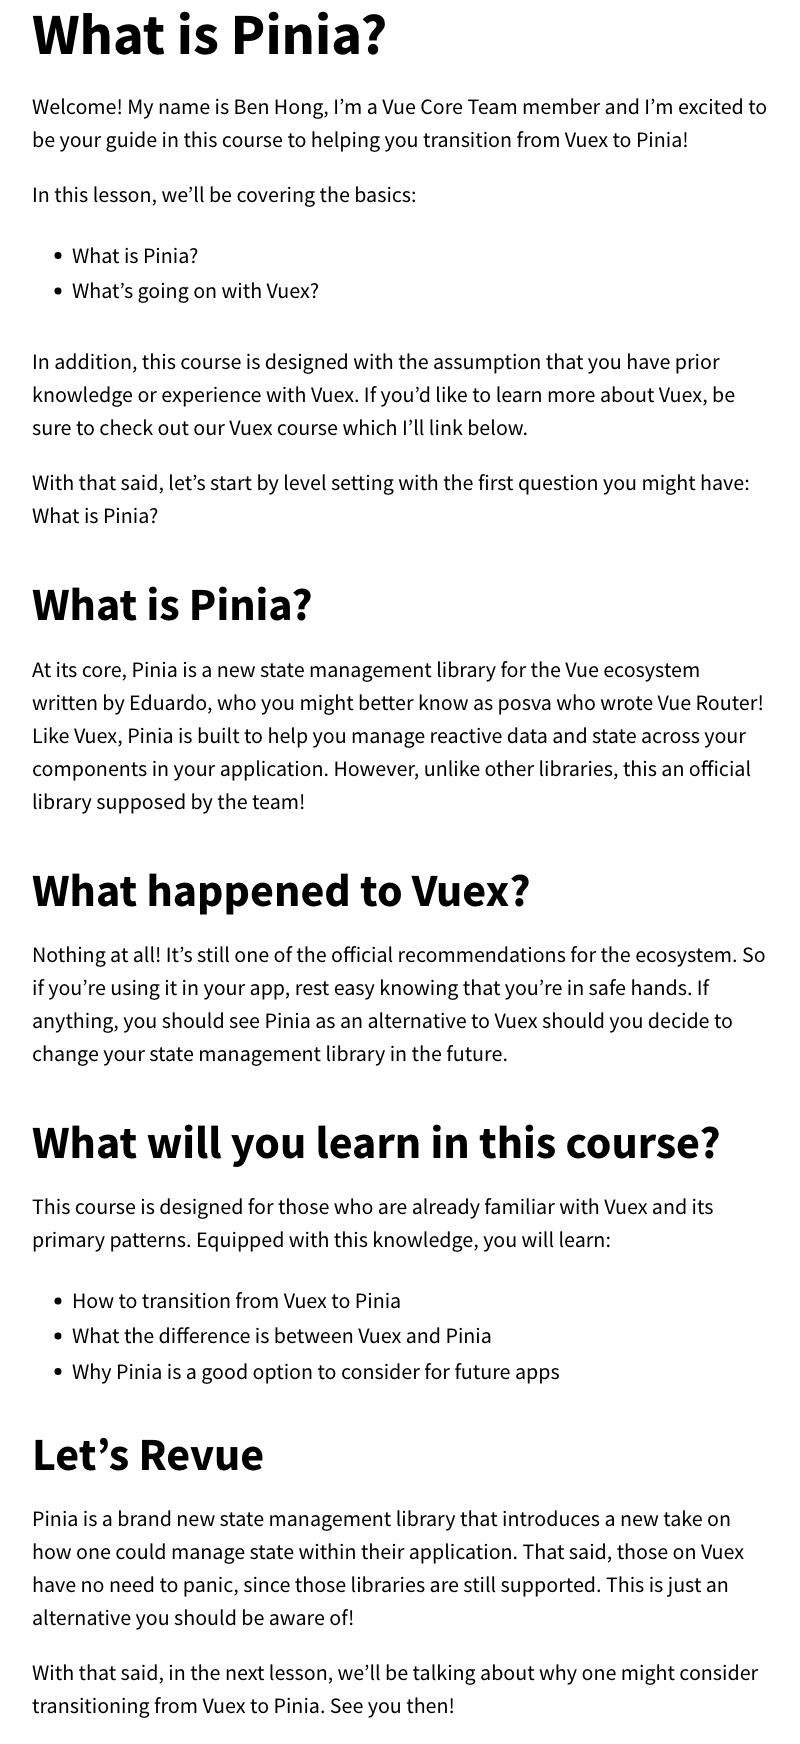 What is Pinia?
Welcome! My name is Ben Hong, I’m a Vue Core Team member and I’m excited to
be your guide in this course to helping you transition from Vuex to Pinia!
In this lesson, we’ll be covering the basics:
• What is Pinia?
• What’s going on with Vuex?
In addition, this course is designed with the assumption that you have prior
knowledge or experience with Vuex. If you’d like to learn more about Vuex, be
sure to check out our Vuex course which I’ll link below.
With that said, let’s start by level setting with the first question you might have:
What is Pinia?
What is Pinia?
At its core, Pinia is a new state management library for the Vue ecosystem
written by Eduardo, who you might better know as posva who wrote Vue Router!
Like Vuex, Pinia is built to help you manage reactive data and state across your
components in your application. However, unlike other libraries, this an official
library supposed by the team!
What happened to Vuex?
Nothing at all! It’s still one of the official recommendations for the ecosystem. So
if you’re using it in your app, rest easy knowing that you’re in safe hands. If
anything, you should see Pinia as an alternative to Vuex should you decide to
change your state management library in the future.
What will you learn in this course?
This course is designed for those who are already familiar with Vuex and its
primary patterns. Equipped with this knowledge, you will learn:
• How to transition from Vuex to Pinia
• What the difference is between Vuex and Pinia
• Why Pinia is a good option to consider for future apps
Let’s Revue
Pinia is a brand new state management library that introduces a new take on
how one could manage state within their application. That said, those on Vuex
have no need to panic, since those libraries are still supported. This is just an
alternative you should be aware of!
With that said, in the next lesson, we’ll be talking about why one might consider
transitioning from Vuex to Pinia. See you then!